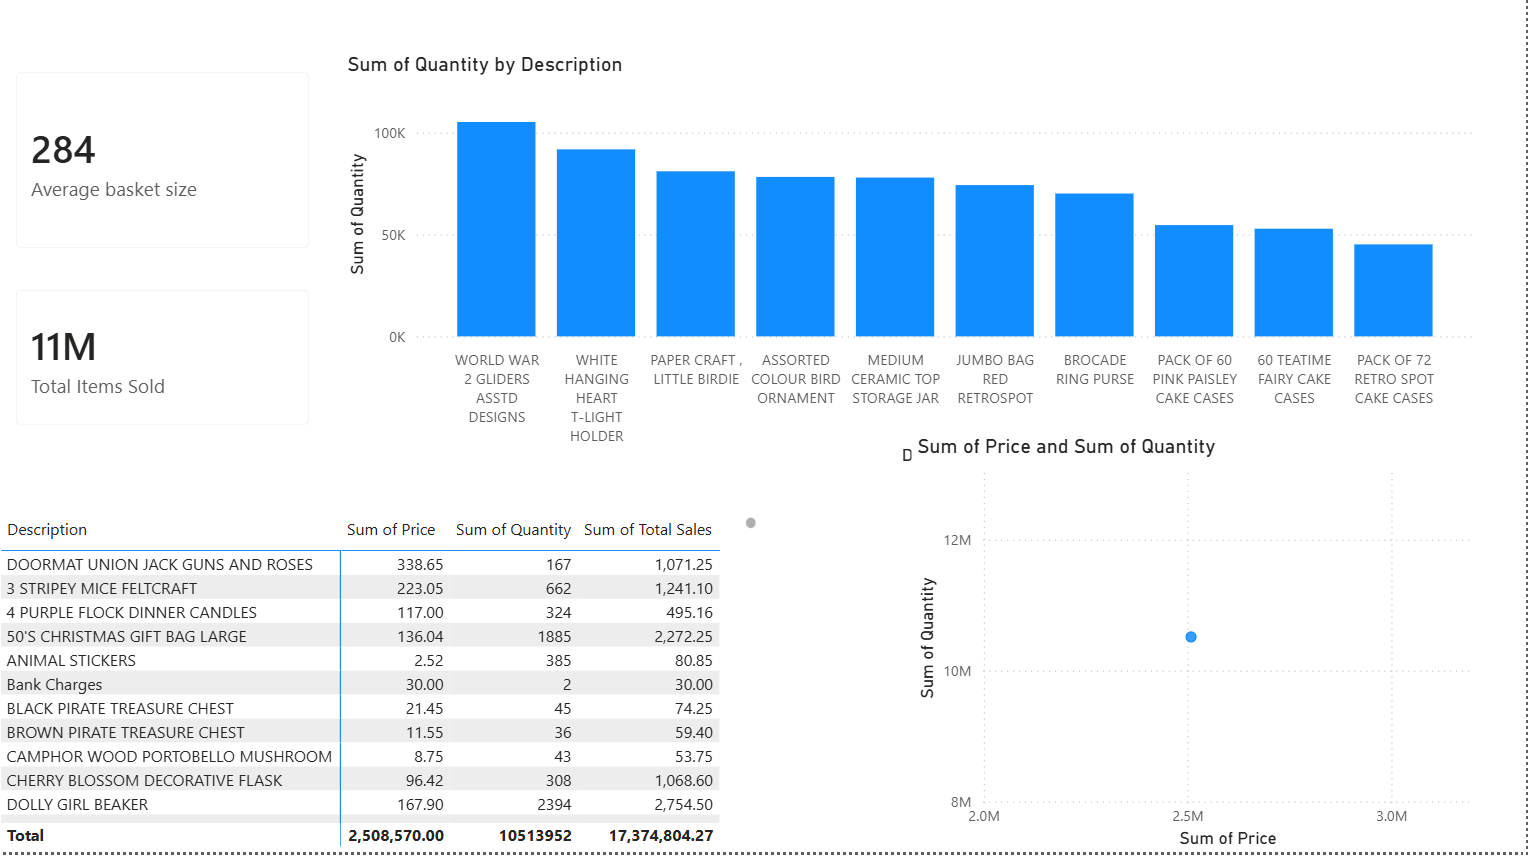 284
Average basket size
11M
Total Items Sold
Sum of Quantity by Description
Sum of Quantity
100K
50K
0K
WORLD WAR
2 GLIDERS
ASSTD
DESIGNS
WHITE
HANGING
HEART
T-LIGHT
HOLDER
PAPER CRAFT ,
LITTLE BIRDIE
ASSORTED
COLOUR BIRD
ORNAMENT
MEDIUM
CERAMIC TOP
STORAGE JAR
JUMBO BAG
RED
RETROSPOT
BROCADE
RING PURSE
PACK OF 60
PINK PAISLEY
CAKE CASES
60 TEATIME
FAIRY CAKE
CASES
PACK OF 72
RETRO SPOT
CAKE CASES
Description Sum of Price Sum of Quantity Sum of Total Sales
DOORMAT UNION JACK GUNS AND ROSES 338.65 167 1,071.25
3 STRIPEY MICE FELTCRAFT 223.05 662 1,241.10
4 PURPLE FLOCK DINNER CANDLES 117.00 324 495.16
50'S CHRISTMAS GIFT BAG LARGE 136.04 1885 2,272.25
ANIMAL STICKERS 2.52 385 80.85
Bank Charges 30.00 2 30.00
BLACK PIRATE TREASURE CHEST 21.45 45 74.25
BROWN PIRATE TREASURE CHEST 11.55 36 59.40
CAMPHOR WOOD PORTOBELLO MUSHROOM 8.75 43 53.75
CHERRY BLOSSOM DECORATIVE FLASK 96.42 308 1,068.60
DOLLY GIRL BEAKER 167.90 2394 2,754.50
Total 2,508,570.00 10513952 17,374,804.27
D
Sum of Price and Sum of Quantity
Sum of Quantity
12M
10M
8M
2.0M 2.5M 3.0M
Sum of Price